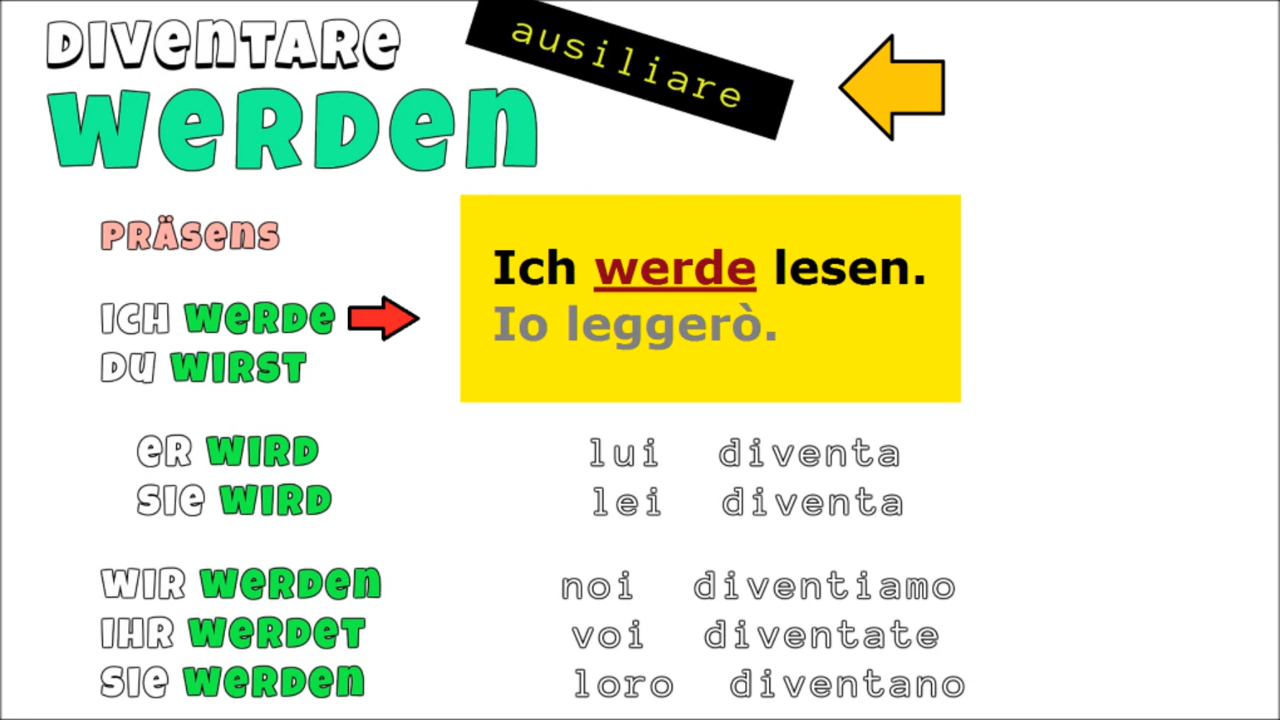 DIVENTARE
ausiliare
WERDEN
PRÄSENS
Ich werde lesen.
Io leggerò.
ICH WERDE
DU WIRST
ER WIRD lui diventa
SIE WIRD lei diventa
WIR WERDEN noi diventiamo
IHR WERDET voi diventate
SIE WERDEN loro diventano